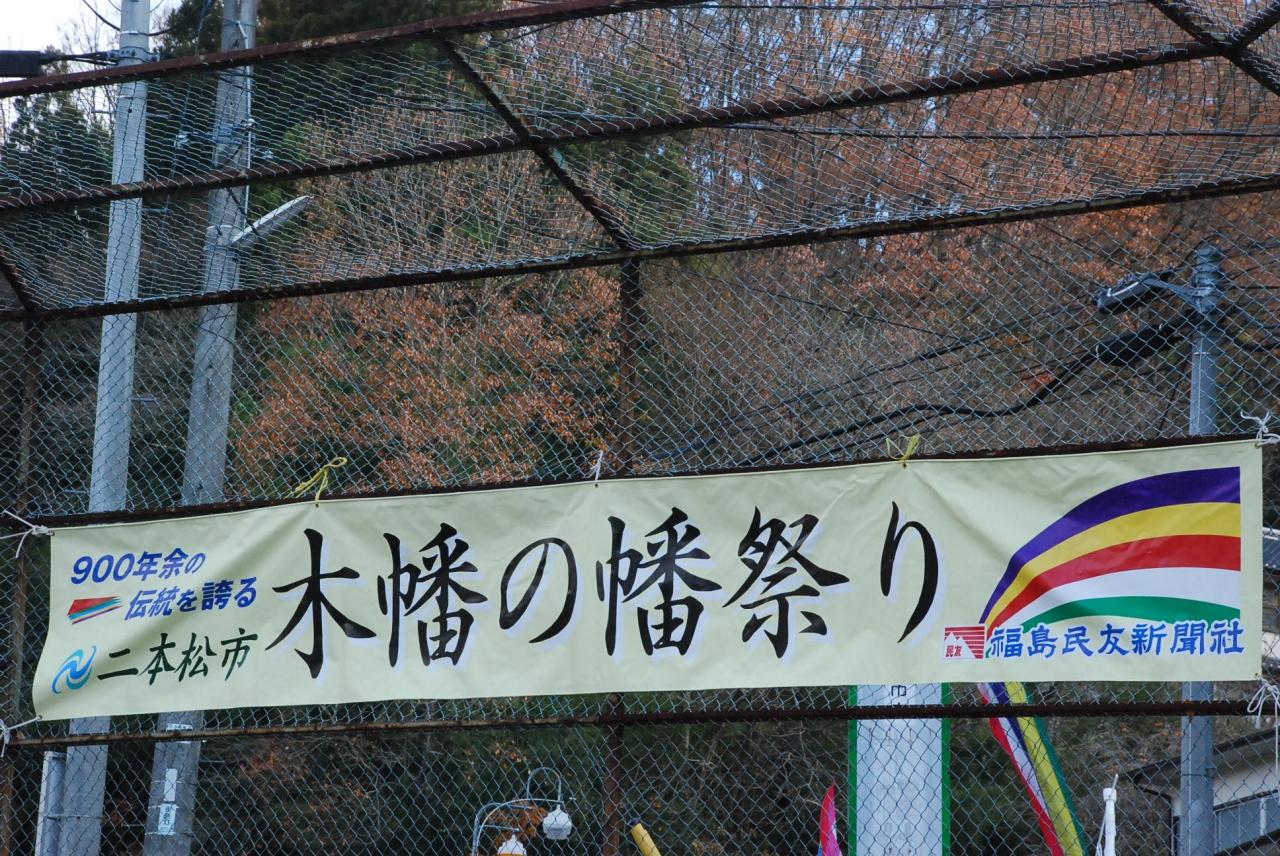 900年余の
伝統を誇る
二本松市
木幡の幡祭り
民友
福島民友新聞社
市